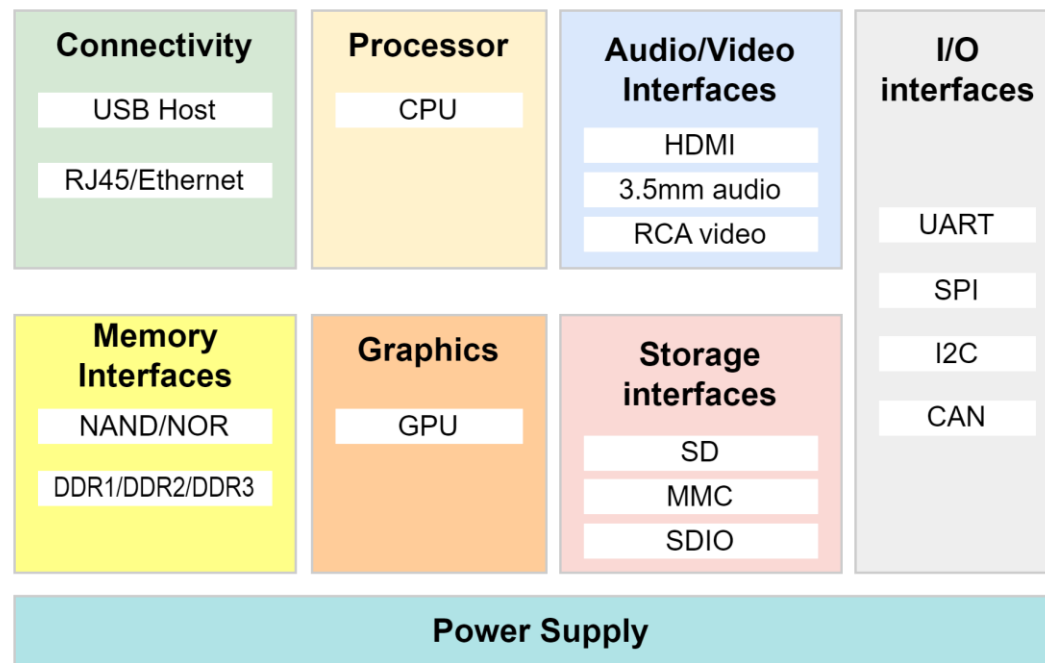 Connectivity
USB Host
RJ45/Ethernet
Processor
CPU
Audio/Video
Interfaces
HDMI
3.5mm audio
RCA video
I/O
interfaces
UART
SPI
I2C
CAN
Memory
Interfaces
NAND/NOR
DDR1/DDR2/DDR3
Graphics
GPU
Storage
interfaces
SD
MMC
SDIO
Power Supply